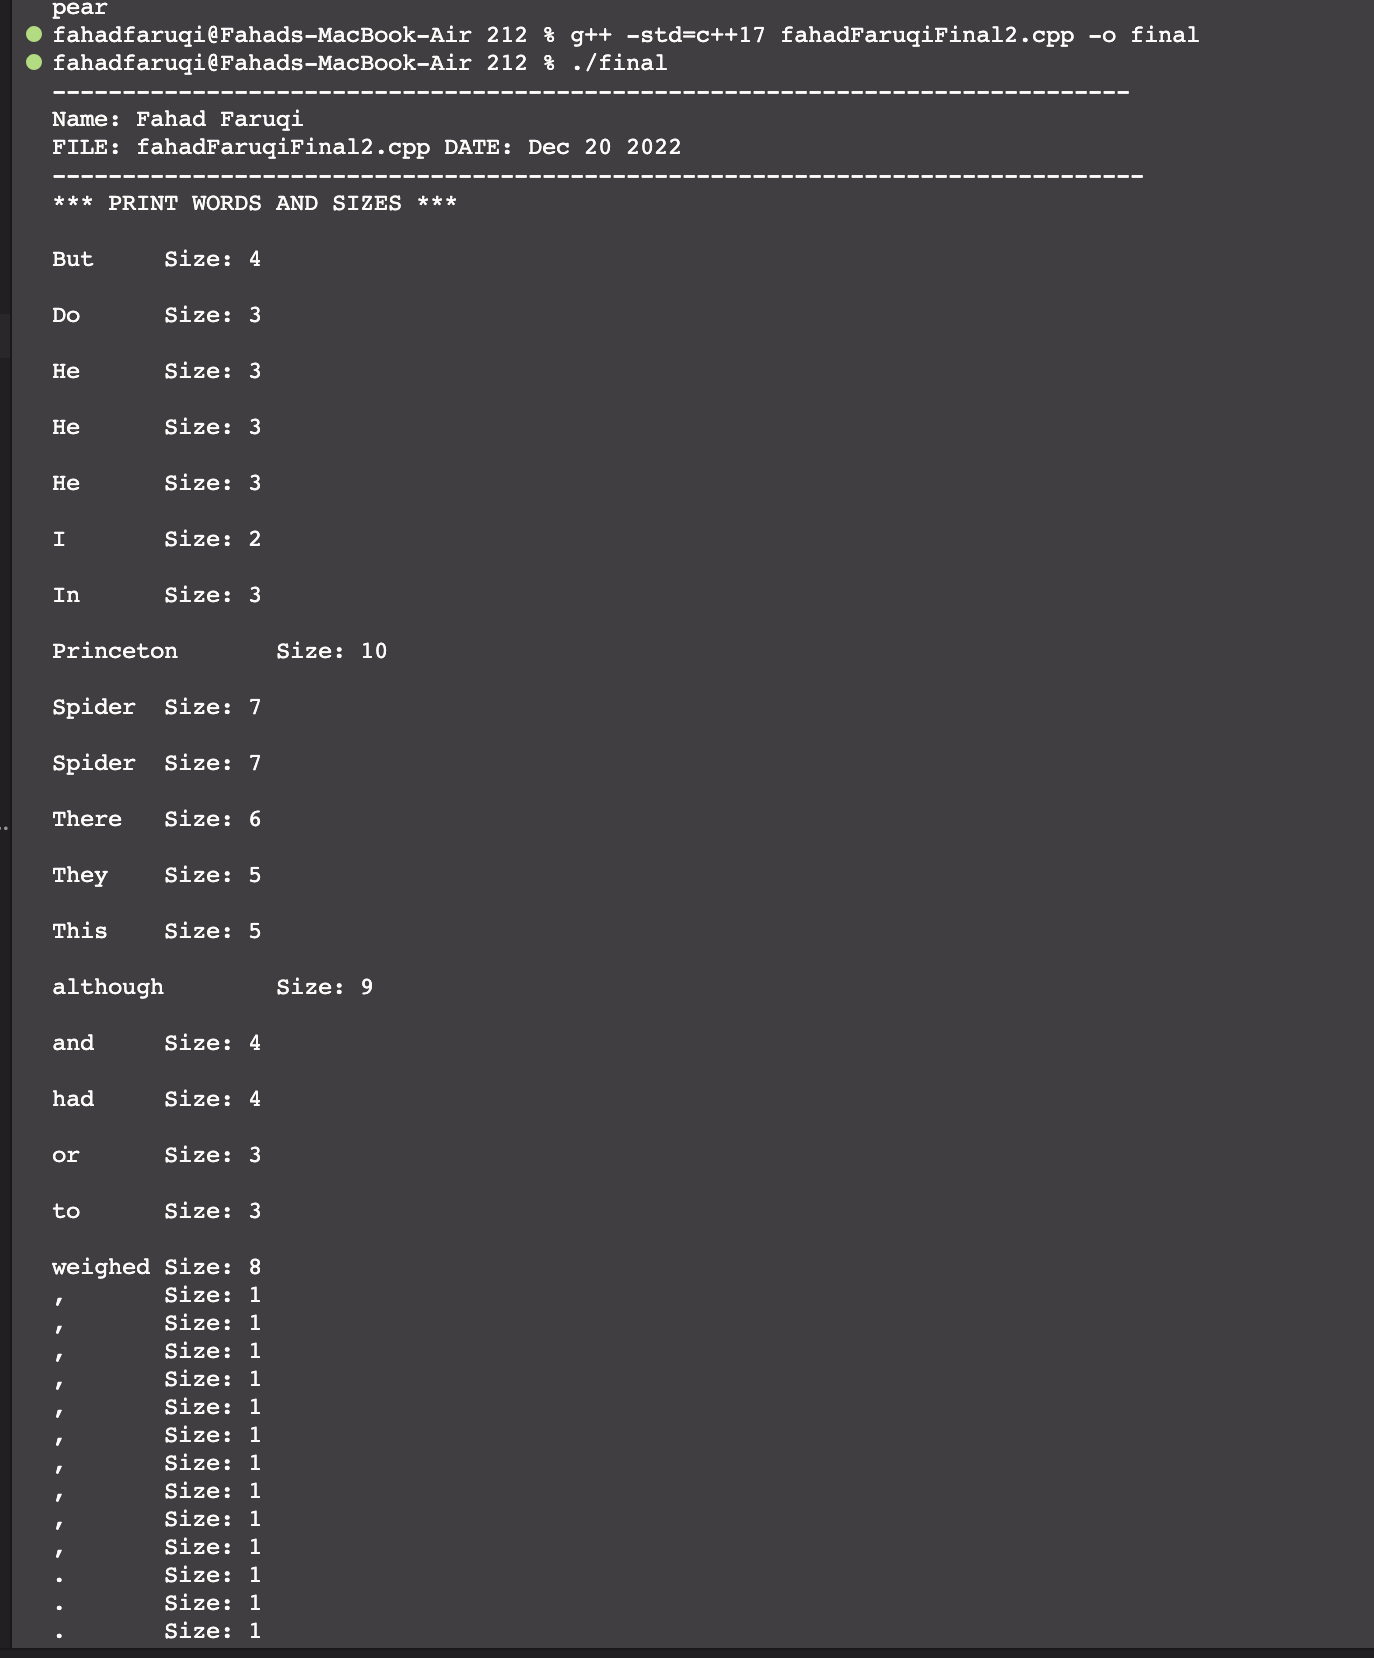 pear
fahadfaruqi@Fahads-MacBook-Air 212 % g++ -std=c++17 fahadFaruqiFinal2.cpp -o final
fahadfaruqi@Fahads-MacBook-Air 212 % ./final
-----------------------------------------------------------------------------
Name: Fahad Faruqi
FILE: fahadFaruqiFinal2.cpp DATE: Dec 20 2022
------------------------------------------------------------------------------
*** PRINT WORDS AND SIZES ***
But     Size: 4
Do      Size: 3
He      Size: 3
He      Size: 3
He      Size: 3
I       Size: 2
In      Size: 3
Princeton       Size: 10
Spider  Size: 7
Spider  Size: 7
There   Size: 6
They    Size: 5
This    Size: 5
although        Size: 9
and     Size: 4
had     Size: 4
or      Size: 3
to      Size: 3
weighed Size: 8
,       Size: 1
,       Size: 1
,       Size: 1
,       Size: 1
,       Size: 1
,       Size: 1
,       Size: 1
,       Size: 1
,       Size: 1
,       Size: 1
.       Size: 1
.       Size: 1
.       Size: 1